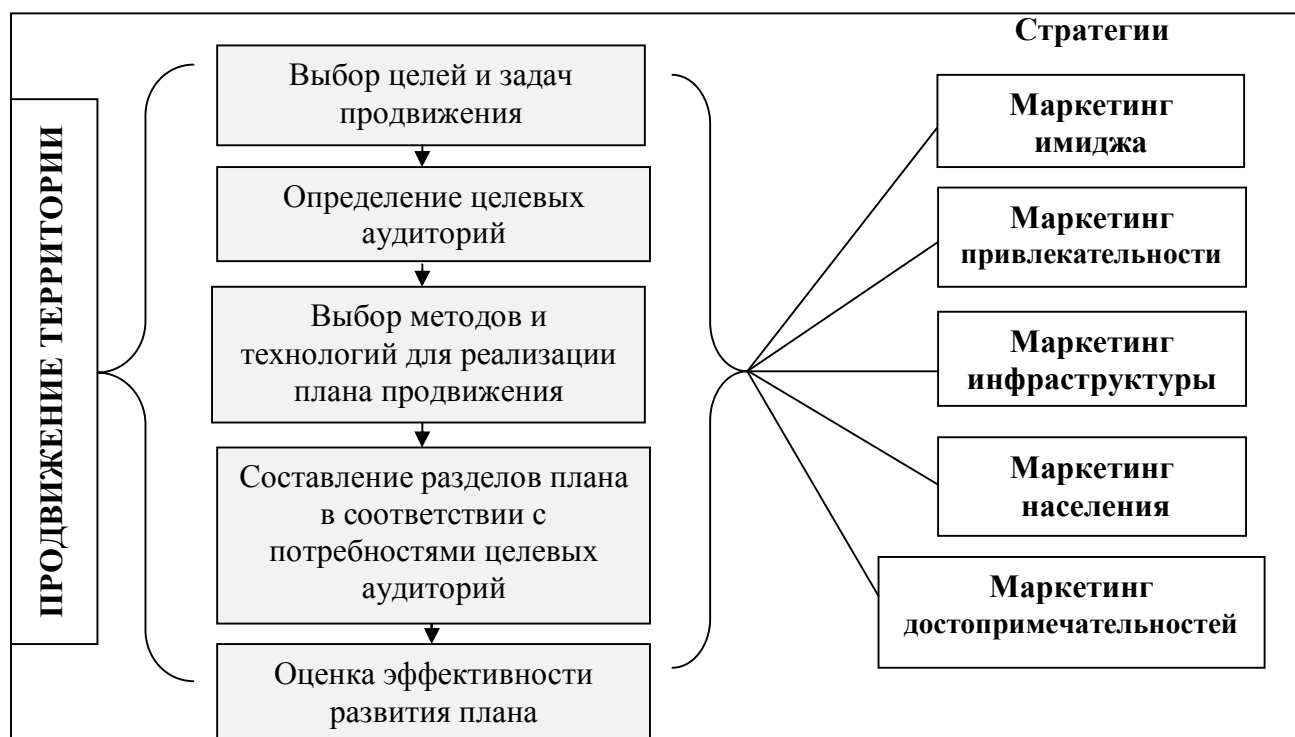 ПРОДВИЖЕНИЕ ТЕРРИТОРИИ
Выбор целей и задач
продвижения
Определение целевых
аудиторий
Выбор методов и
технологий для реализации
плана продвижения
Составление разделов плана
в соответствии с
потребностями целевых
аудиторий
Оценка эффективности
развития плана
Стратегии
Маркетинг
имиджа
Маркетинг
привлекательности
Маркетинг
инфраструктуры
Маркетинг
населения
Маркетинг
достопримечательностей